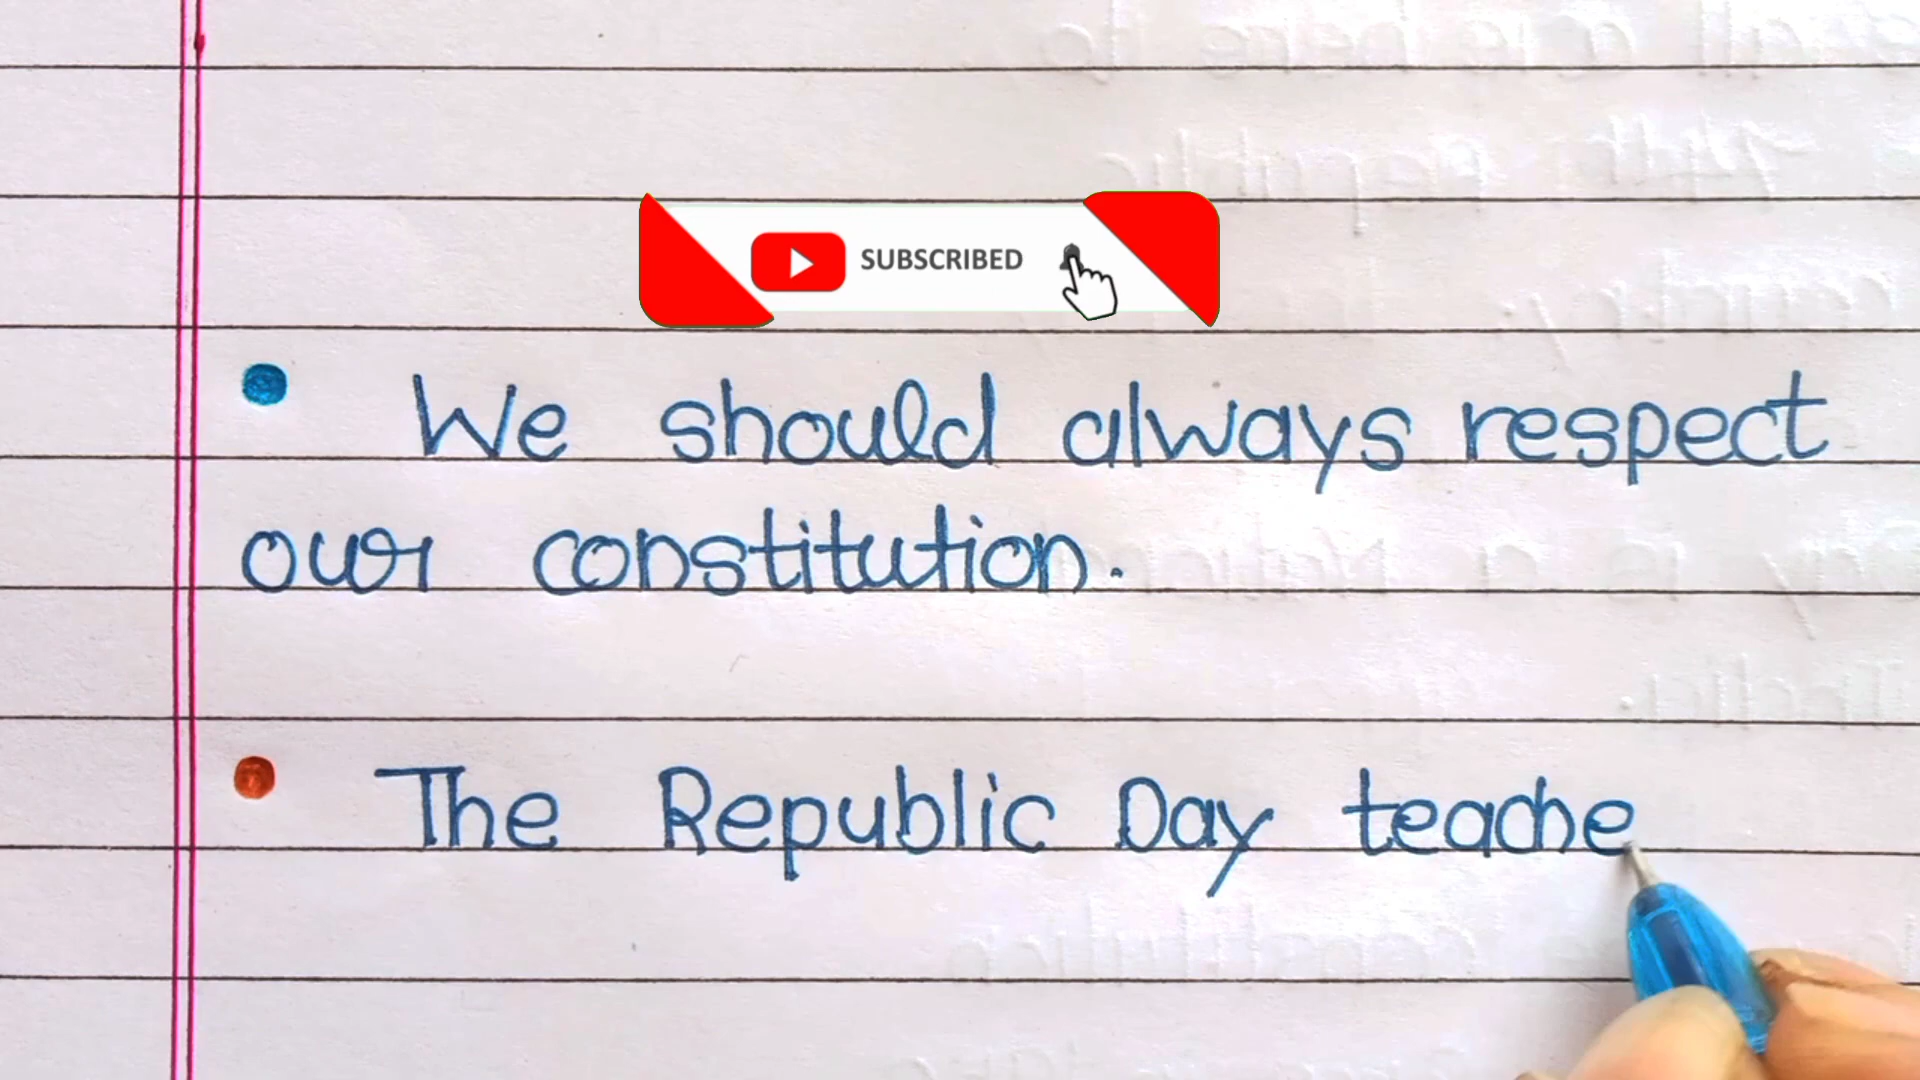 SUBSCRIBED
We should always respect
our constitution.
The Republic Day teache